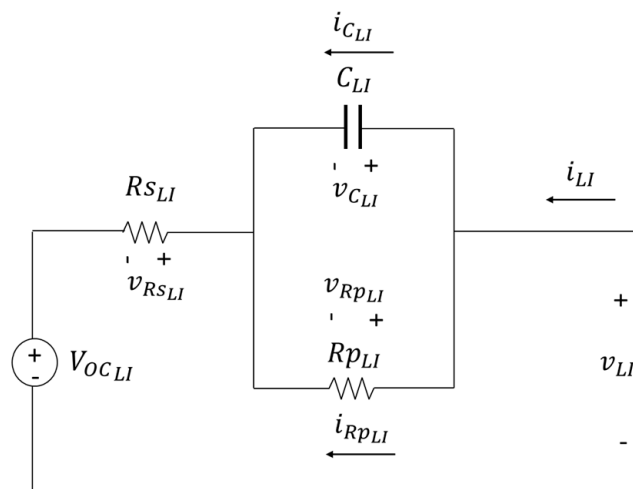 i_{C_{LI}}
C_{LI}
- +
v_{C_{LI}}
i_{LI}
Rs_{LI}
- +
v_{Rs_{LI}}
v_{Rp_{LI}}
- +
Rp_{LI}
i_{Rp_{LI}}
+
-
V_{OC_{LI}}
+
v_{LI}
-